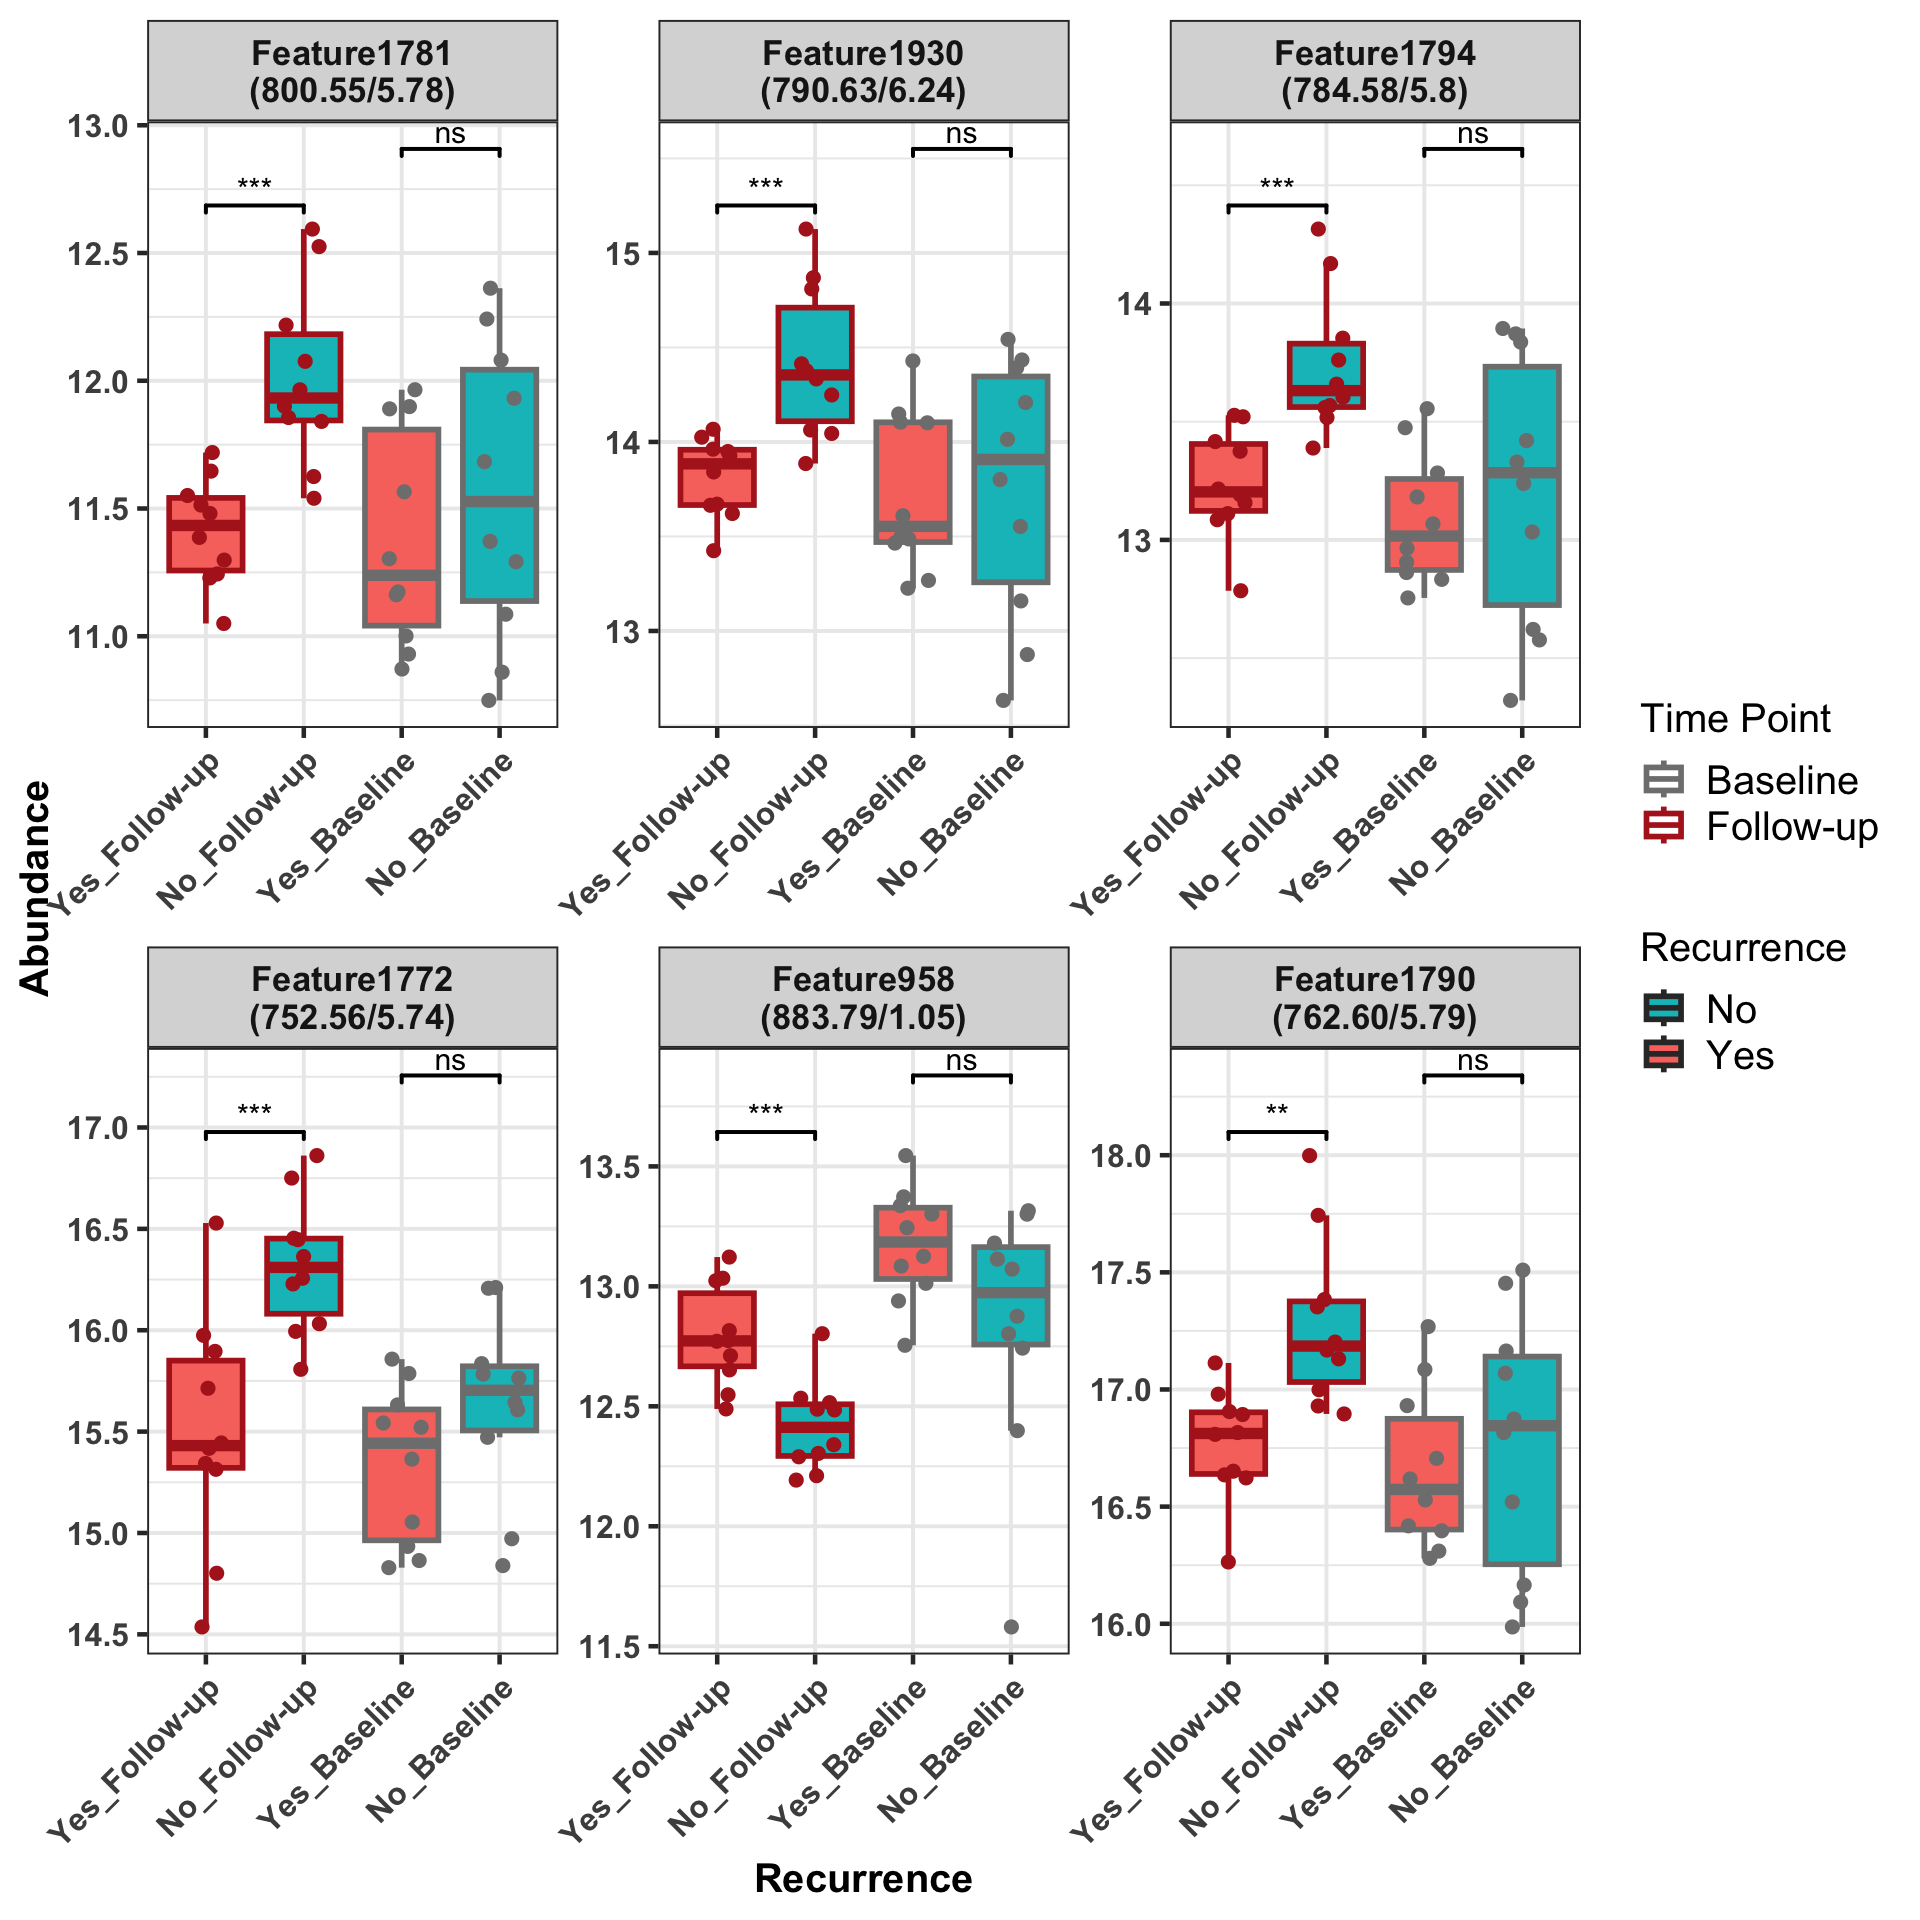 Feature1781
(800.55/5.78)
Feature1930
(790.63/6.24)
Feature1794
(784.58/5.8)
ns
***
13.0
12.5
12.0
11.5
11.0
ns
***
15
14
13
ns
***
14
13
Yes_Follow-up
No_Follow-up
Yes_Baseline
No_Baseline
Yes_Follow-up
No_Follow-up
Yes_Baseline
No_Baseline
Yes_Follow-up
No_Follow-up
Yes_Baseline
No_Baseline
Abundance
Feature1772
(752.56/5.74)
Feature958
(883.79/1.05)
Feature1790
(762.60/5.79)
ns
***
17.0
16.5
16.0
15.5
15.0
14.5
ns
***
13.5
13.0
12.5
12.0
11.5
ns
**
18.0
17.5
17.0
16.5
16.0
Yes_Follow-up
No_Follow-up
Yes_Baseline
No_Baseline
Yes_Follow-up
No_Follow-up
Yes_Baseline
No_Baseline
Yes_Follow-up
No_Follow-up
Yes_Baseline
No_Baseline
Recurrence
Time Point
Baseline
Follow-up
Recurrence
No
Yes